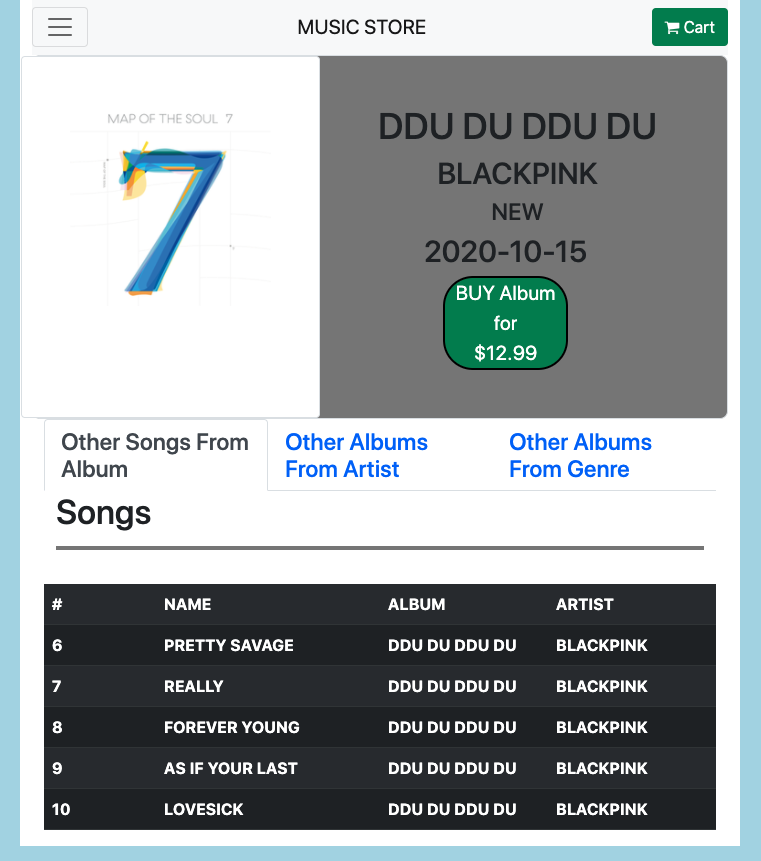 MUSIC STORE
Cart
MAP OF THE SOUL 7
7
DDU DU DDU DU
BLACKPINK
NEW
2020-10-15
BUY Album
for
$12.99
Other Songs From
Album
Other Albums
From Artist
Other Albums
From Genre
Songs
# NAME ALBUM ARTIST
6 PRETTY SAVAGE DDU DU DDU DU BLACKPINK
7 REALLY DDU DU DDU DU BLACKPINK
8 FOREVER YOUNG DDU DU DDU DU BLACKPINK
9 AS IF YOUR LAST DDU DU DDU DU BLACKPINK
10 LOVESICK DDU DU DDU DU BLACKPINK